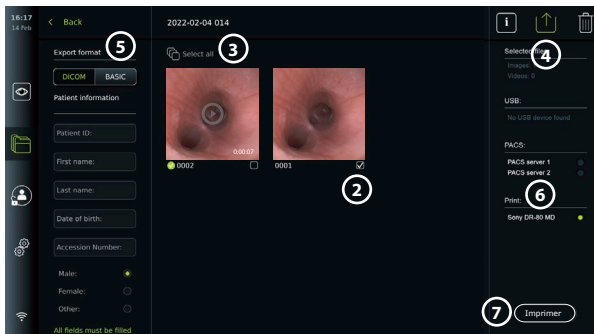 16:17
14 Feb
< Back
2022-02-04 014
i
Export format
5
DICOM
BASIC
Patient information
Patient ID:
First name:
Last name:
Date of birth:
Accession Number:
Male:
Female:
Other:
All fields must be filled
Select all
3
0:00:07
0002
0001
2
4
Selected files
Images:
Videos: 0
USB:
No USB device found
PACS:
PACS server 1
PACS server 2
6
Print:
Sony DR-80 MD
7
Imprimer